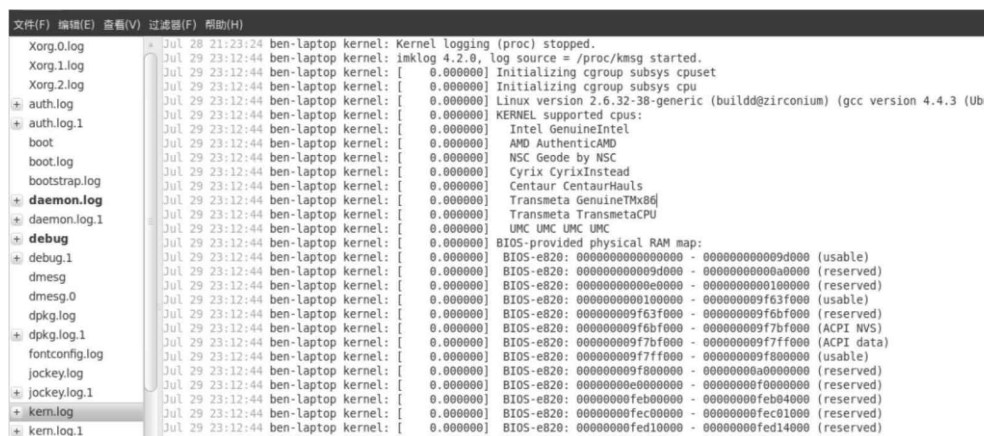 文件(F) 编辑(E) 查看(V) 过滤器(F) 帮助(H)
Xorg.0.log
Xorg.1.log
Xorg.2.log
auth.log
auth.log.1
boot
boot.log
bootstrap.log
daemon.log
daemon.log.1
debug
debug.1
dmesg
dmesg.0
dpkg.log
dpkg.log.1
fontconfig.log
jockey.log
jockey.log.1
kern.log
kern.log.1
Jul 28 21:23:24 ben-laptop kernel: Kernel logging (proc) stopped.
Jul 29 23:12:44 ben-laptop kernel: imklog 4.2.0, log source = /proc/kmsg started.
Jul 29 23:12:44 ben-laptop kernel: [    0.000000] Initializing cgroup subsys cpuset
Jul 29 23:12:44 ben-laptop kernel: [    0.000000] Initializing cgroup subsys cpu
Jul 29 23:12:44 ben-laptop kernel: [    0.000000] Linux version 2.6.32-38-generic (buildd@zirconium) (gcc version 4.4.3 (Ub
Jul 29 23:12:44 ben-laptop kernel: [    0.000000] KERNEL supported cpus:
Jul 29 23:12:44 ben-laptop kernel: [    0.000000]   Intel GenuineIntel
Jul 29 23:12:44 ben-laptop kernel: [    0.000000]   AMD AuthenticAMD
Jul 29 23:12:44 ben-laptop kernel: [    0.000000]   NSC Geode by NSC
Jul 29 23:12:44 ben-laptop kernel: [    0.000000]   Cyrix CyrixInstead
Jul 29 23:12:44 ben-laptop kernel: [    0.000000]   Centaur CentaurHauls
Jul 29 23:12:44 ben-laptop kernel: [    0.000000]   Transmeta GenuineTMx86
Jul 29 23:12:44 ben-laptop kernel: [    0.000000]   Transmeta TransmetaCPU
Jul 29 23:12:44 ben-laptop kernel: [    0.000000]   UMC UMC UMC UMC
Jul 29 23:12:44 ben-laptop kernel: [    0.000000] BIOS-provided physical RAM map:
Jul 29 23:12:44 ben-laptop kernel: [    0.000000]  BIOS-e820: 0000000000000000 - 000000000009d000 (usable)
Jul 29 23:12:44 ben-laptop kernel: [    0.000000]  BIOS-e820: 000000000009d000 - 00000000000a0000 (reserved)
Jul 29 23:12:44 ben-laptop kernel: [    0.000000]  BIOS-e820: 00000000000e0000 - 0000000000100000 (reserved)
Jul 29 23:12:44 ben-laptop kernel: [    0.000000]  BIOS-e820: 0000000000100000 - 000000009f63f000 (usable)
Jul 29 23:12:44 ben-laptop kernel: [    0.000000]  BIOS-e820: 000000009f63f000 - 000000009f6bf000 (reserved)
Jul 29 23:12:44 ben-laptop kernel: [    0.000000]  BIOS-e820: 000000009f6bf000 - 000000009f7bf000 (ACPI NVS)
Jul 29 23:12:44 ben-laptop kernel: [    0.000000]  BIOS-e820: 000000009f7bf000 - 000000009f7ff000 (ACPI data)
Jul 29 23:12:44 ben-laptop kernel: [    0.000000]  BIOS-e820: 000000009f7ff000 - 000000009f800000 (usable)
Jul 29 23:12:44 ben-laptop kernel: [    0.000000]  BIOS-e820: 000000009f800000 - 00000000a0000000 (reserved)
Jul 29 23:12:44 ben-laptop kernel: [    0.000000]  BIOS-e820: 00000000e0000000 - 00000000f0000000 (reserved)
Jul 29 23:12:44 ben-laptop kernel: [    0.000000]  BIOS-e820: 00000000feb00000 - 00000000feb04000 (reserved)
Jul 29 23:12:44 ben-laptop kernel: [    0.000000]  BIOS-e820: 00000000fec00000 - 00000000fec01000 (reserved)
Jul 29 23:12:44 ben-laptop kernel: [    0.000000]  BIOS-e820: 00000000fed10000 - 00000000fed14000 (reserved)